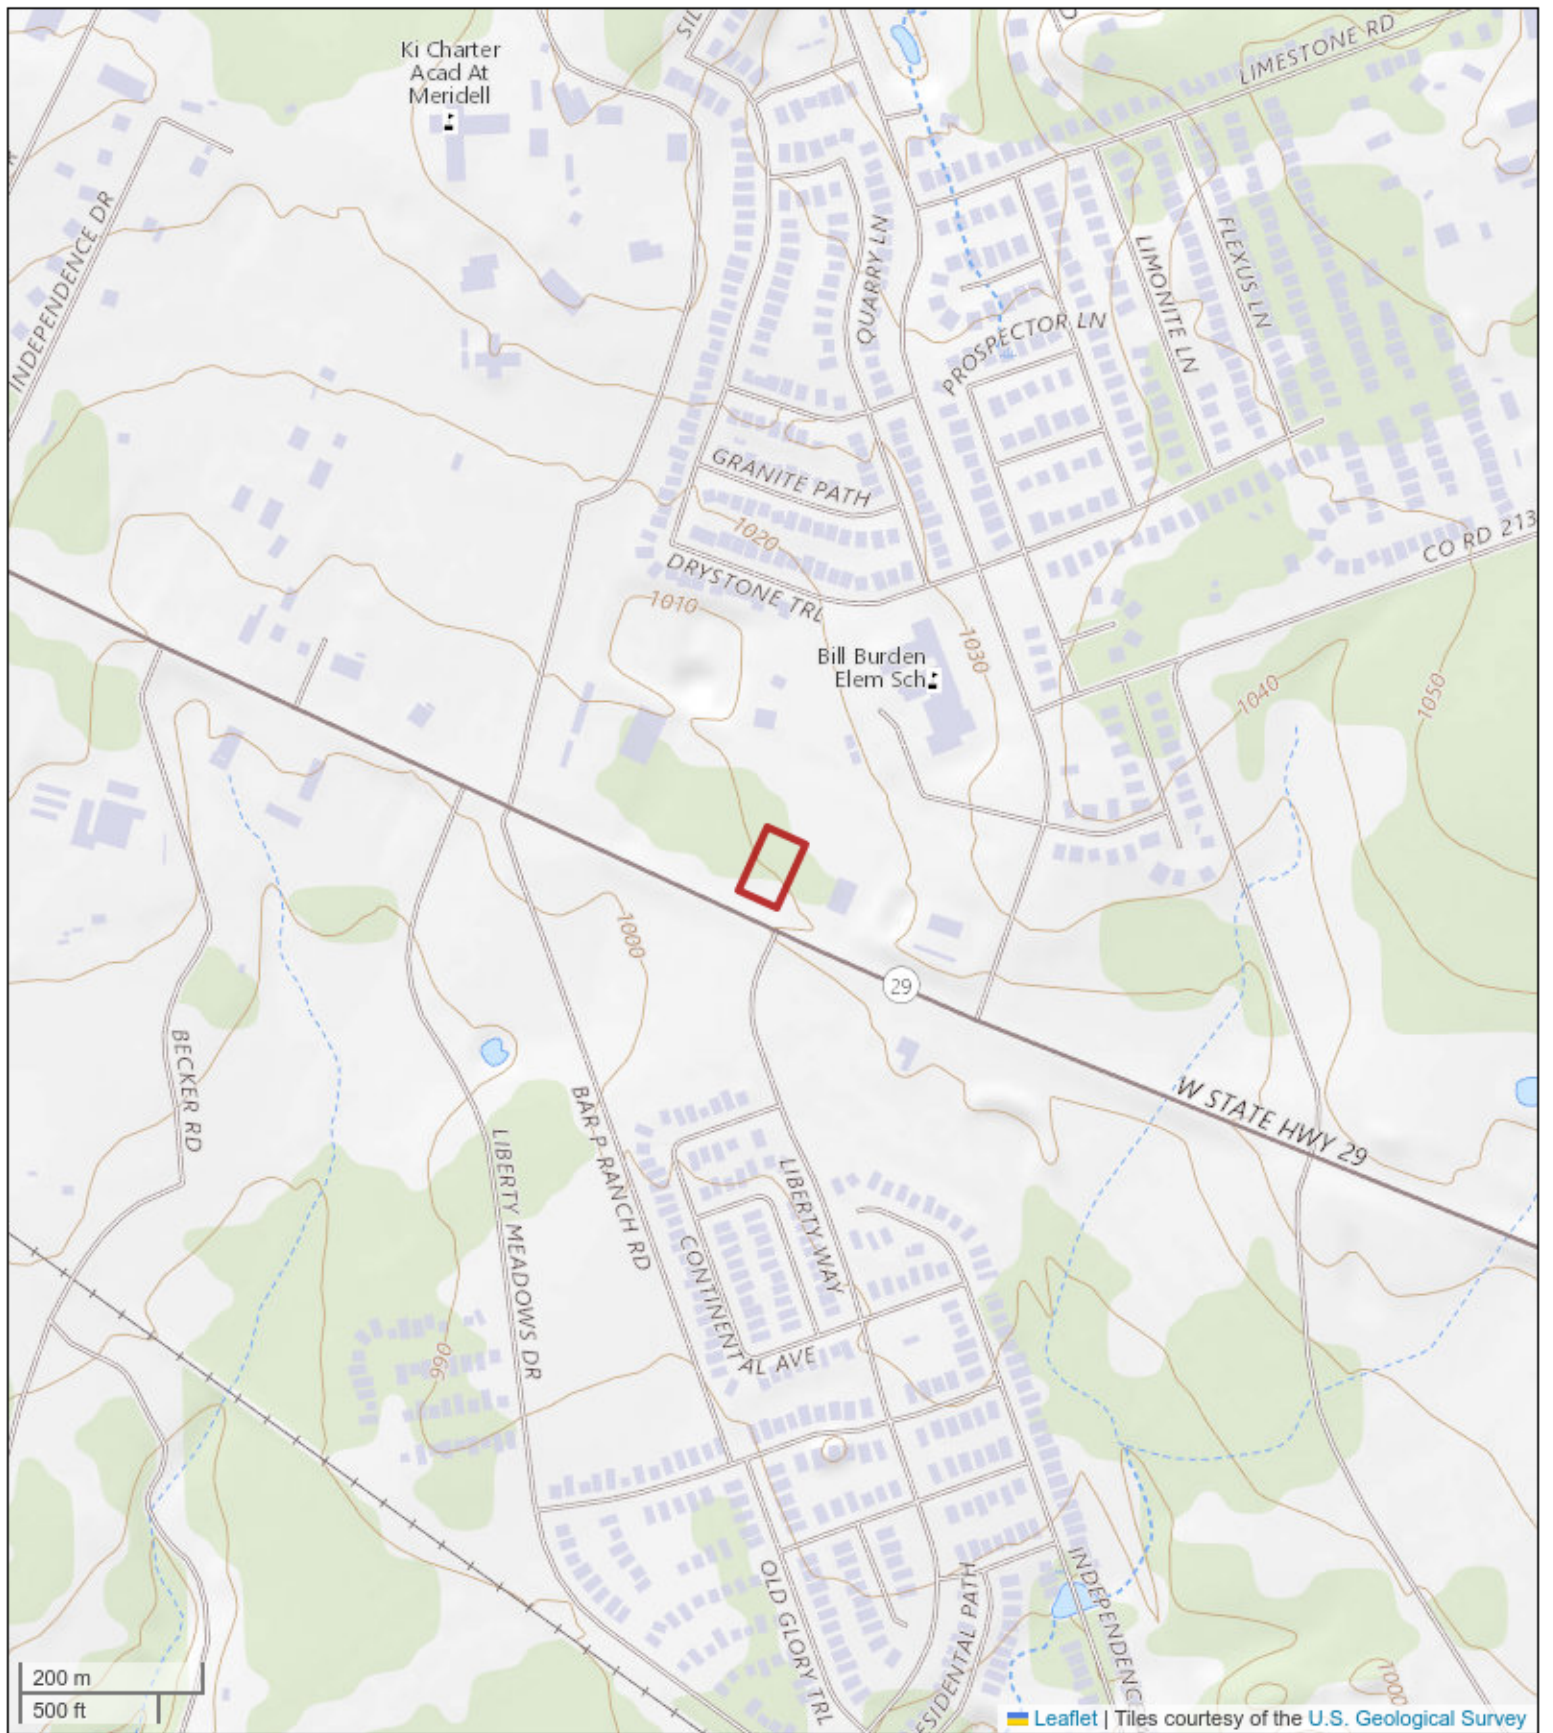 Ki Charter
Acad At
Meridell
LIMESTONE RD
INDEPENDENCE DR
QUARRY LN
FLEXUS LN
LIMONITE LN
PROSPECTOR LN
GRANITE PATH
1020
CO RD 213
DRYSTONE TRL
1010
1030
Bill Burden
Elem Sch
1040
1050
1000
29
BECKER RD
BAR-P-RANCH RD
W STATE HWY 29
LIBERTY MEADOWS DR
LIBERTY WAY
CONTINENTAL AVE
990
OLD GLORY TRL
INDEPENDENC
ESIDENTAL PATH
1000
200 m
500 ft
Leaflet | Tiles courtesy of the U.S. Geological Survey